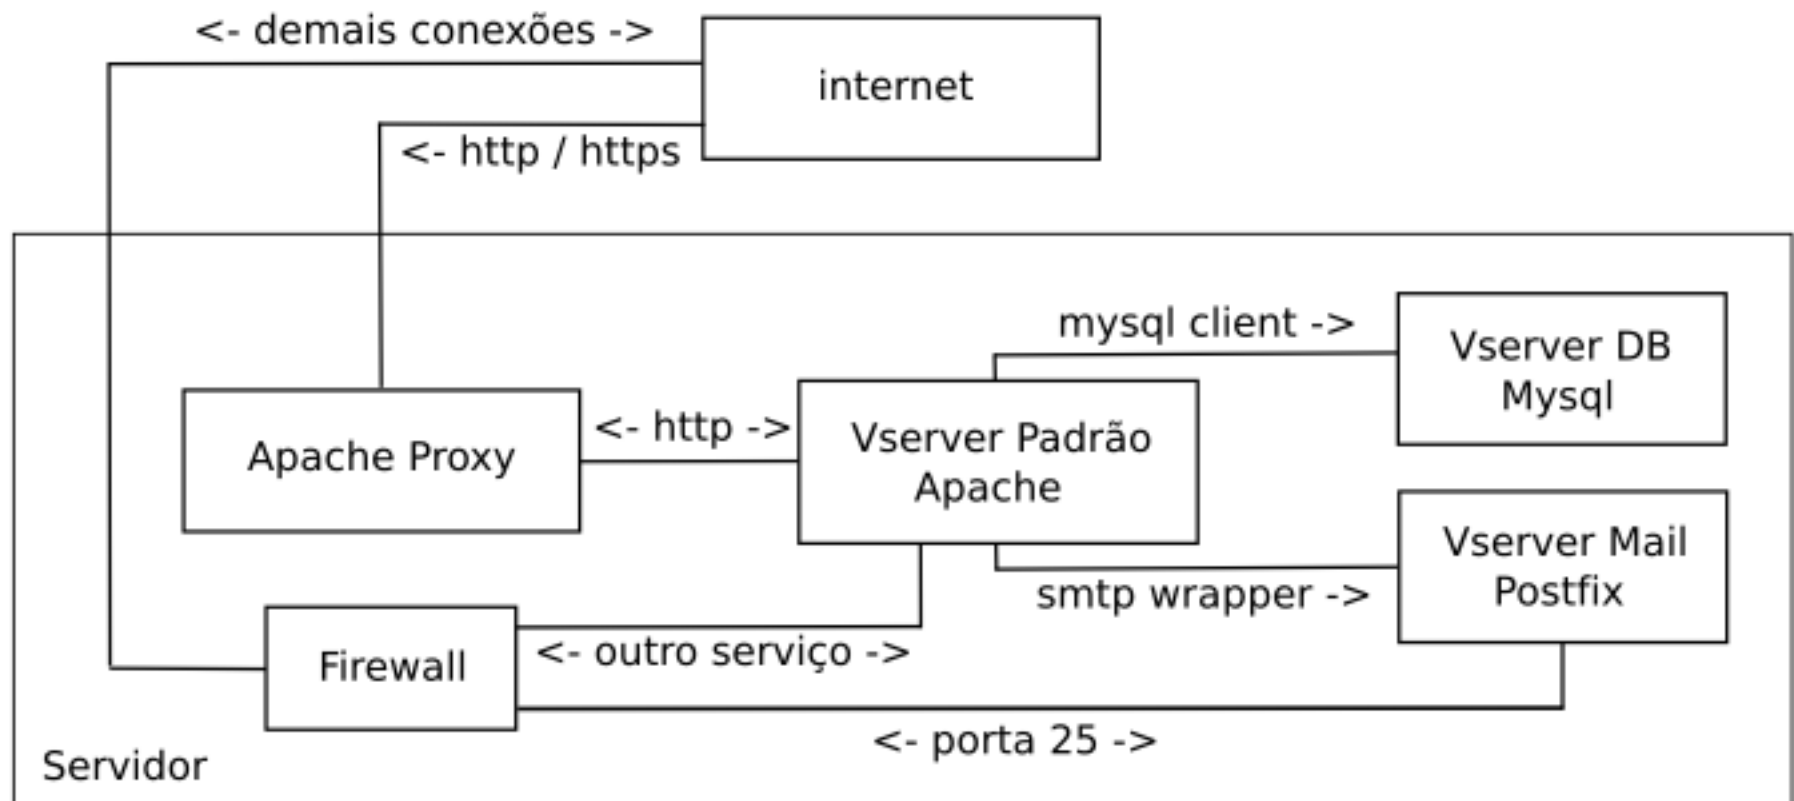 <- demais conexões ->
internet
<- http / https
mysql client ->
Vserver DB
Mysql
<- http ->
Vserver Padrão
Apache
Apache Proxy
Vserver Mail
Postfix
smtp wrapper ->
Firewall
<- outro serviço ->
<- porta 25 ->
Servidor